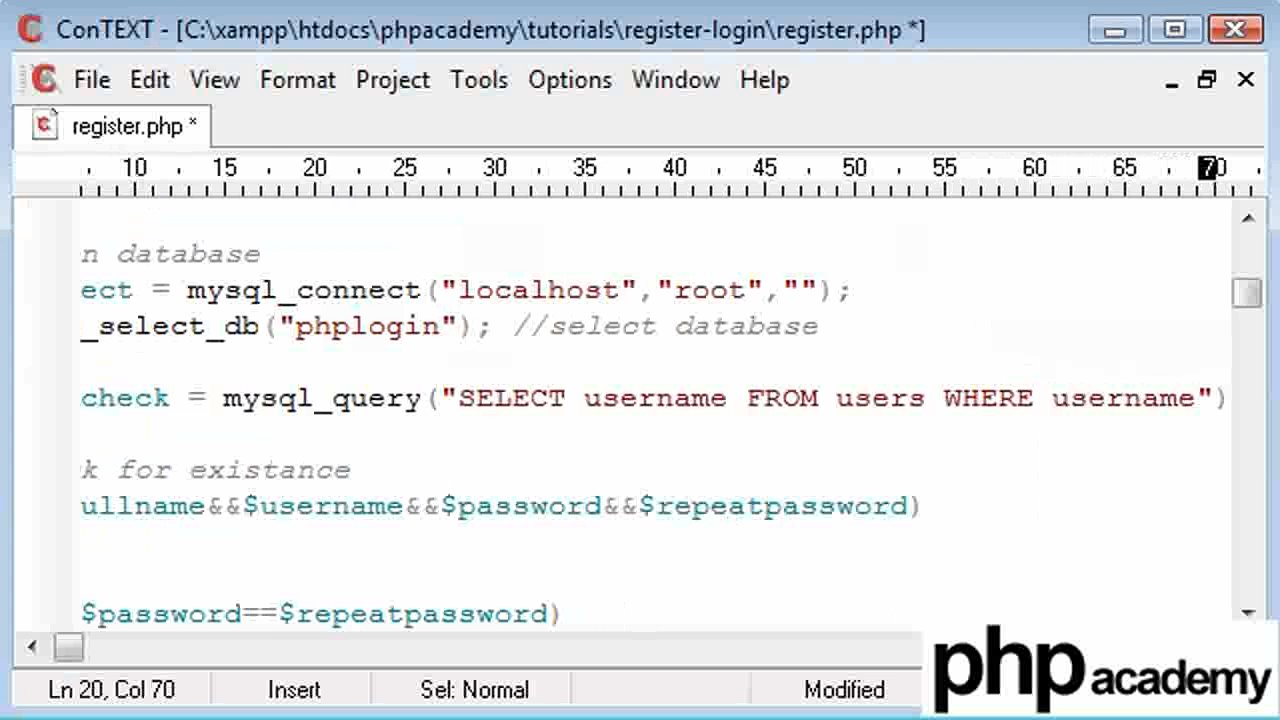 ConTEXT - [C:\xampp\htdocs\phpacademy\tutorials\register-login\register.php *]
File Edit View Format Project Tools Options Window Help
register.php *
10 15 20 25 30 35 40 45 50 55 60 65 70
n database
ect = mysql_connect("localhost","root","");
_select_db("phplogin"); //select database
check = mysql_query("SELECT username FROM users WHERE username")
k for existance
ullname&&$username&&$password&&$repeatpassword)
$password==$repeatpassword)
Ln 20, Col 70 Insert Sel: Normal Modified
php academy